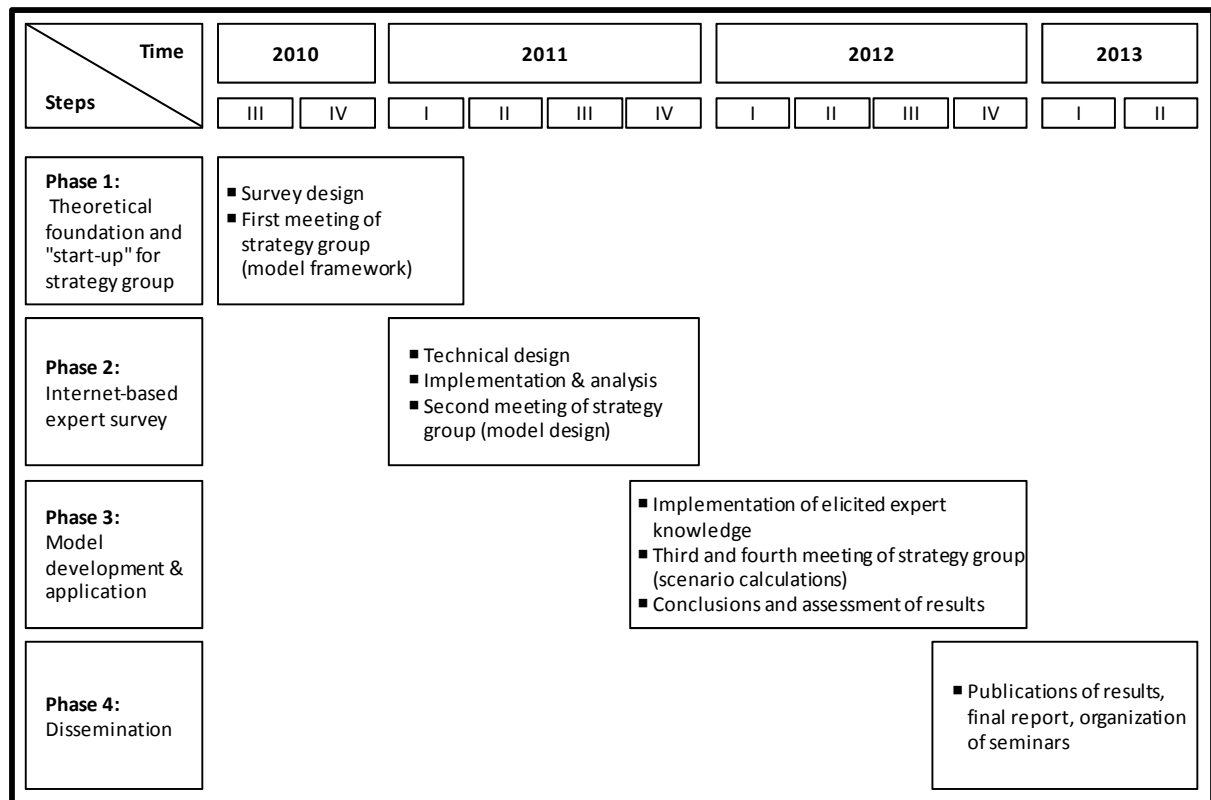 Time
Steps
2010
2011
2012
2013
III
IV
I
II
III
IV
I
II
III
IV
I
II
Phase 1:
Theoretical
foundation and
"start-up" for
strategy group
■ Survey design
■ First meeting of
strategy group
(model framework)
Phase 2:
Internet-based
expert survey
■ Technical design
■ Implementation & analysis
■ Second meeting of strategy
group (model design)
Phase 3:
Model
development &
application
■ Implementation of elicited expert
knowledge
■ Third and fourth meeting of strategy group
(scenario calculations)
■ Conclusions and assessment of results
Phase 4:
Dissemination
■ Publications of results,
final report, organization
of seminars